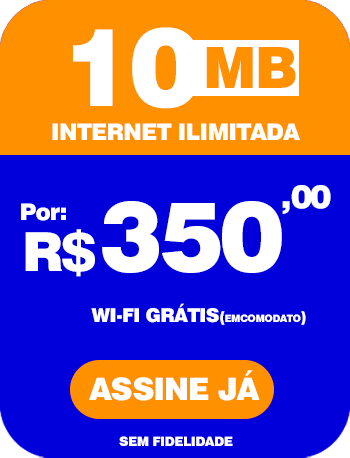 10 MB
INTERNET ILIMITADA
Por:
R$350,00
WI-FI GRÁTIS(EMCOMODATO)
ASSINE JÁ
SEM FIDELIDADE